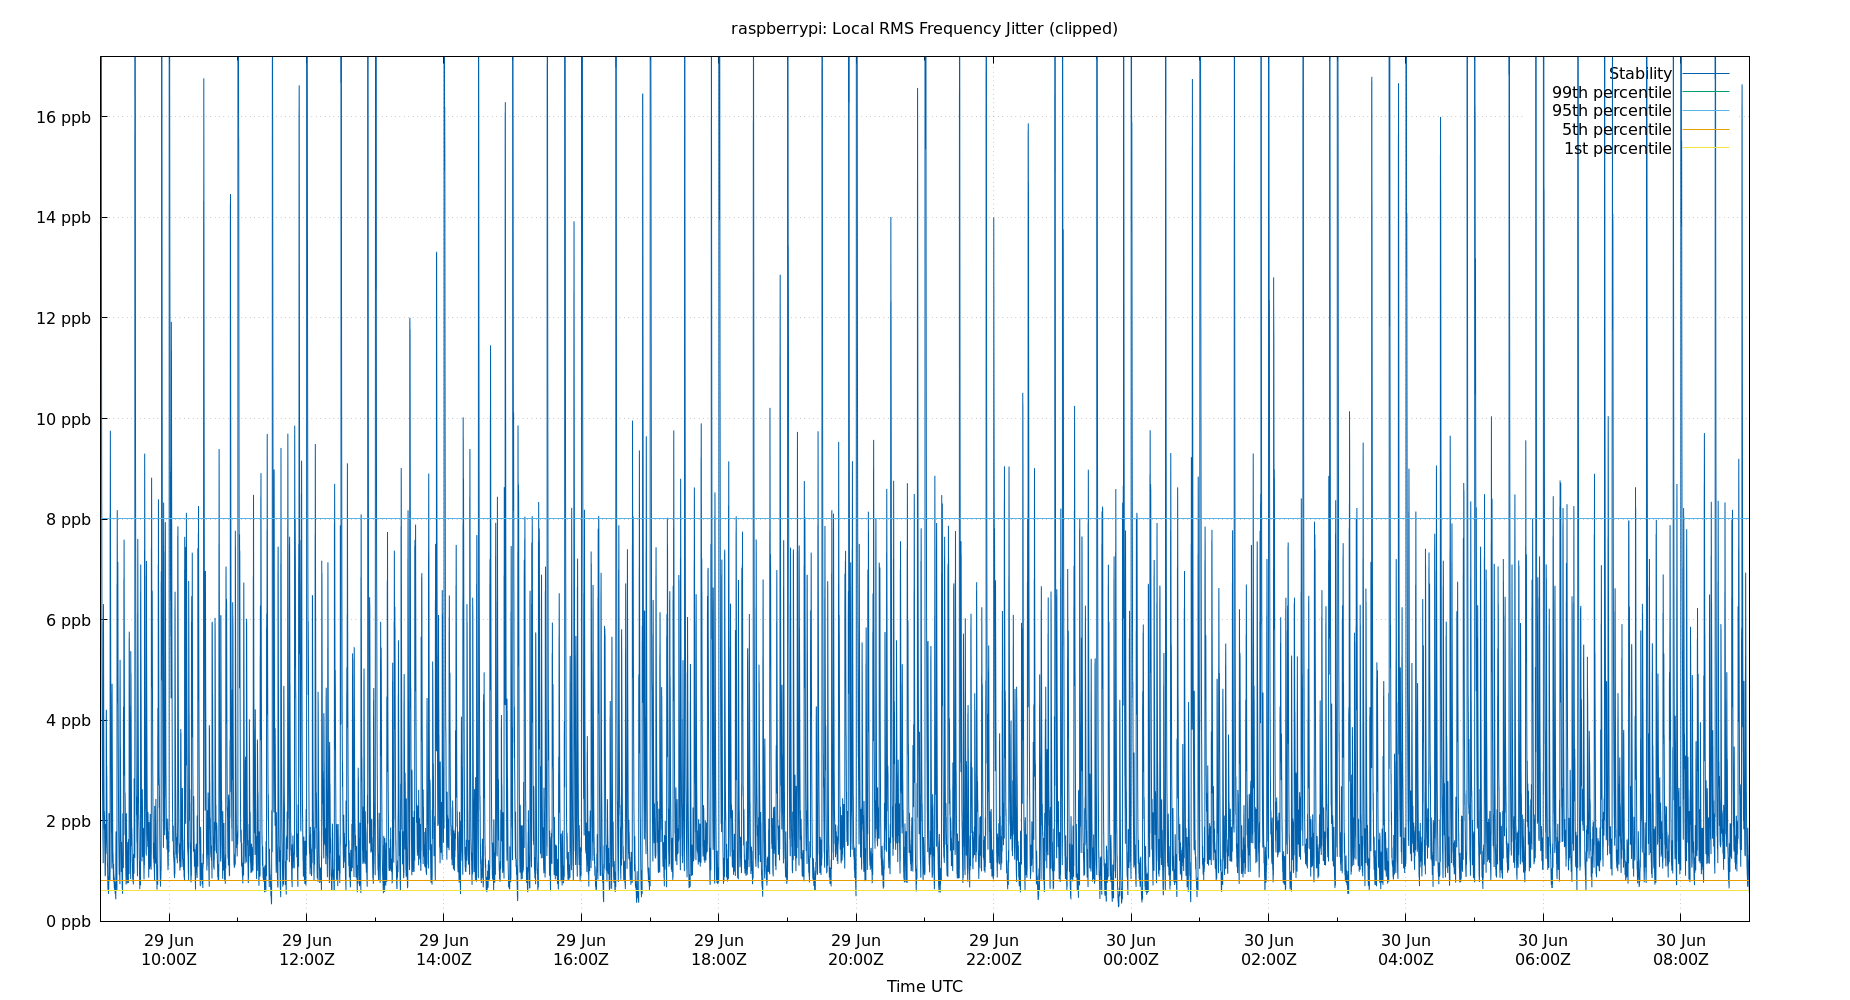 raspberrypi: Local RMS Frequency Jitter (clipped)
Stability
99th percentile
95th percentile
5th percentile
1st percentile
16 ppb
14 ppb
12 ppb
10 ppb
8 ppb
6 ppb
4 ppb
2 ppb
0 ppb
29 Jun 29 Jun 29 Jun 29 Jun 29 Jun 29 Jun 29 Jun 30 Jun 30 Jun 30 Jun 30 Jun 30 Jun
10:00Z 12:00Z 14:00Z 16:00Z 18:00Z 20:00Z 22:00Z 00:00Z 02:00Z 04:00Z 06:00Z 08:00Z
Time UTC